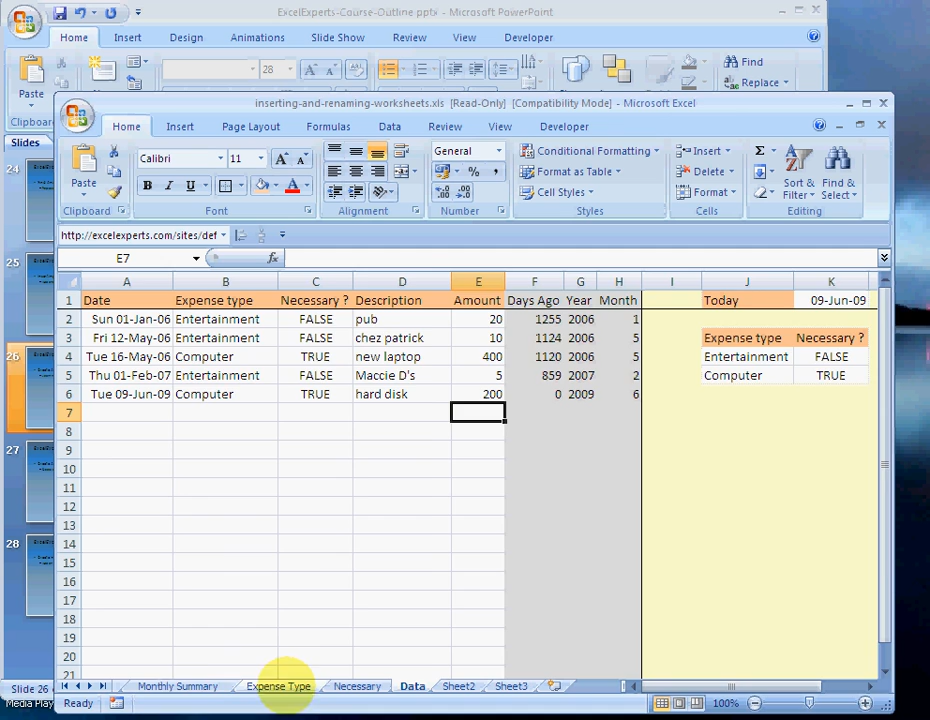 ExcelExperts-Course-Outline.pptx - Microsoft PowerPoint
Home Insert Design Animations Slide Show Review View Developer
28 Find
Paste Replace
Clipboard
inserting-and-renaming-worksheets.xls [Read-Only] [Compatibility Mode] - Microsoft Excel
Home Insert Page Layout Formulas Data Review View Developer
Slides
Calibri 11 A A General Conditional Formatting Insert Σ
Paste % , Format as Table Delete Sort & Find &
B I U A Cell Styles Format Filter Select
Clipboard Font Alignment Number Styles Cells Editing
http://excelexperts.com/sites/def
E7 fx
A B C D E F G H I J K
1 Date Expense type Necessary ? Description Amount Days Ago Year Month Today 09-Jun-09
2 Sun 01-Jan-06 Entertainment FALSE pub 20 1255 2006 1
3 Fri 12-May-06 Entertainment FALSE chez patrick 10 1124 2006 5 Expense type Necessary ?
4 Tue 16-May-06 Computer TRUE new laptop 400 1120 2006 5 Entertainment FALSE
5 Thu 01-Feb-07 Entertainment FALSE Maccie D's 5 859 2007 2 Computer TRUE
6 Tue 09-Jun-09 Computer TRUE hard disk 200 0 2009 6
7
8
9
10
11
12
13
14
15
16
17
18
19
20
21
24
25
26
27
28
Monthly Summary Expense Type Necessary Data Sheet2 Sheet3
Slide 26 o
Ready 100%
Media Play